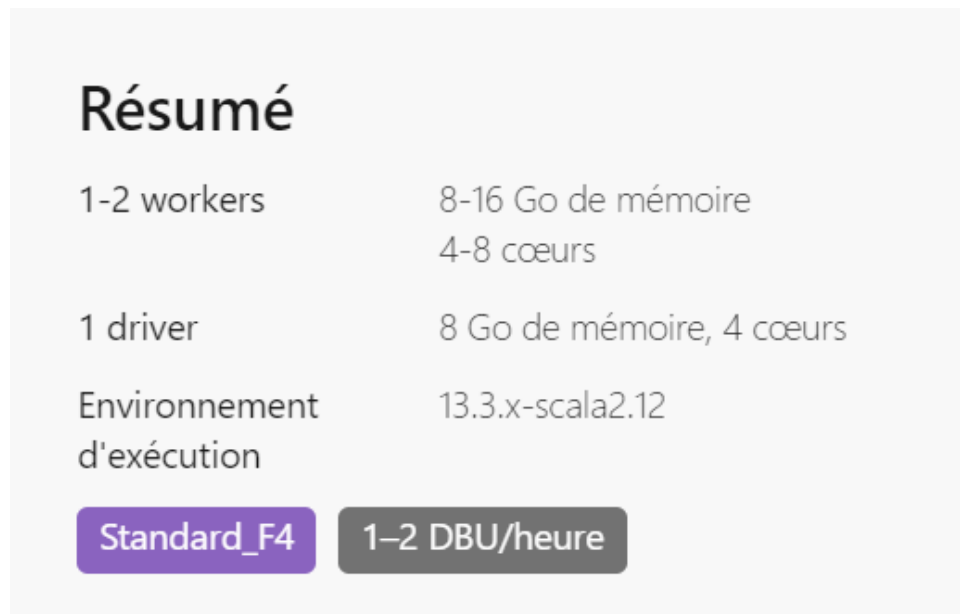 Résumé
1-2 workers
8-16 Go de mémoire
4-8 cœurs
1 driver
8 Go de mémoire, 4 cœurs
Environnement
d'exécution
13.3.x-scala2.12
Standard_F4
1–2 DBU/heure